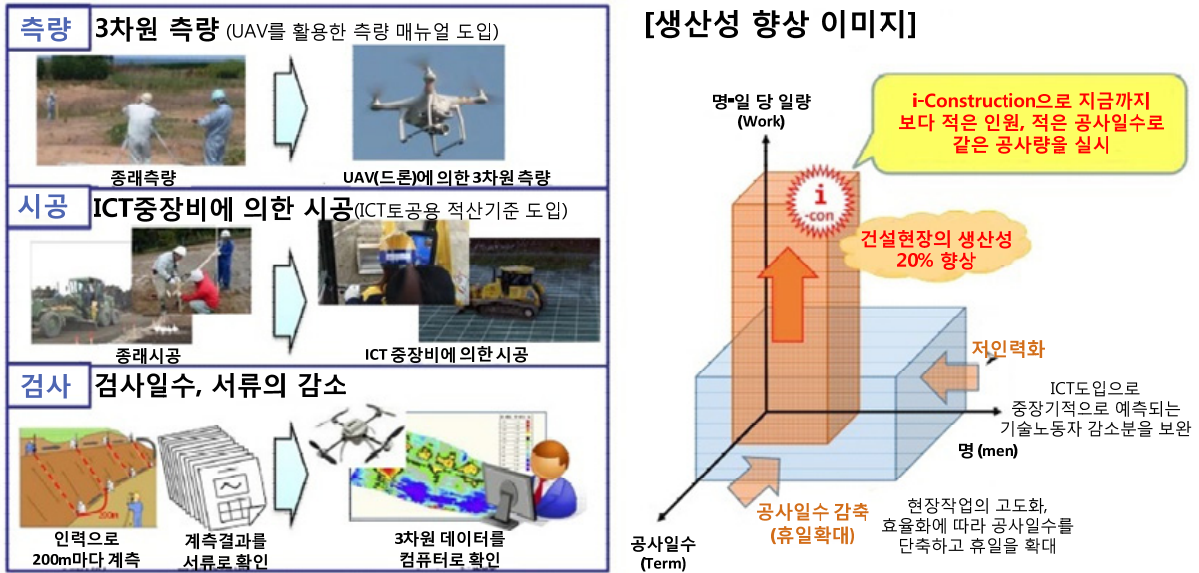 측량
3차원 측량 (UAV를 활용한 측량 매뉴얼 도입)
종래측량
UAV(드론)에 의한 3차원 측량
시공
ICT중장비에 의한 시공(ICT토공용 적산기준 도입)
종래시공
ICT 중장비에 의한 시공
검사
검사일수, 서류의 감소
200m
인력으로
200m마다 계측
계측결과를
서류로 확인
3차원 데이터를
컴퓨터로 확인
[생산성 향상 이미지]
명▪일 당 일량
(Work)
i-Construction으로 지금까지
보다 적은 인원, 적은 공사일수로
같은 공사량을 실시
i
-con
건설현장의 생산성
20% 향상
저인력화
ICT도입으로
중장기적으로 예측되는
기술노동자 감소분을 보완
명 (men)
공사일수 감축
(휴일확대)
현장작업의 고도화,
효율화에 따라 공사일수를
단축하고 휴일을 확대
공사일수
(Term)